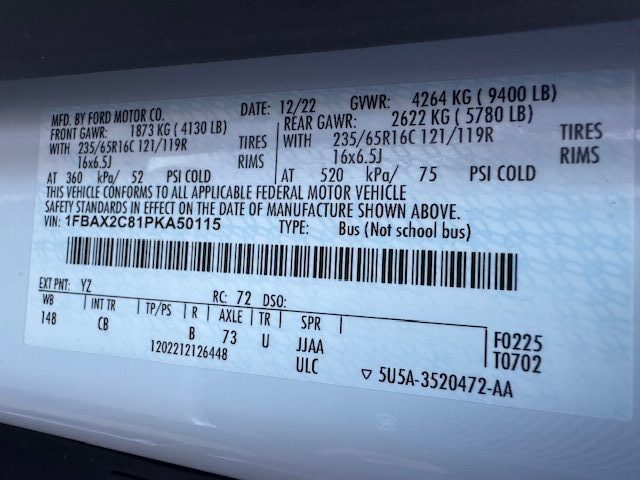 MFD. BY FORD MOTOR CO. DATE: 12/22 GVWR: 4264 KG ( 9400 LB)
FRONT GAWR: 1873 KG ( 4130 LB) REAR GAWR: 2622 KG ( 5780 LB)
WITH 235/65R16C 121/119R TIRES WITH 235/65R16C 121/119R TIRES
16x6.5J RIMS 16x6.5J RIMS
AT 360 kPa/ 52 PSI COLD AT 520 kPa/ 75 PSI COLD
THIS VEHICLE CONFORMS TO ALL APPLICABLE FEDERAL MOTOR VEHICLE
SAFETY STANDARDS IN EFFECT ON THE DATE OF MANUFACTURE SHOWN ABOVE.
VIN: 1FBAX2C81PKA50115 TYPE: Bus (Not school bus)
EXT PNT: YZ RC: 72 DSO:
WB INT TR TP/PS R AXLE TR SPR F0225
148 CB B 73 U JJAA T0702
1202212126448 ULC ▽ 5U5A-3520472-AA